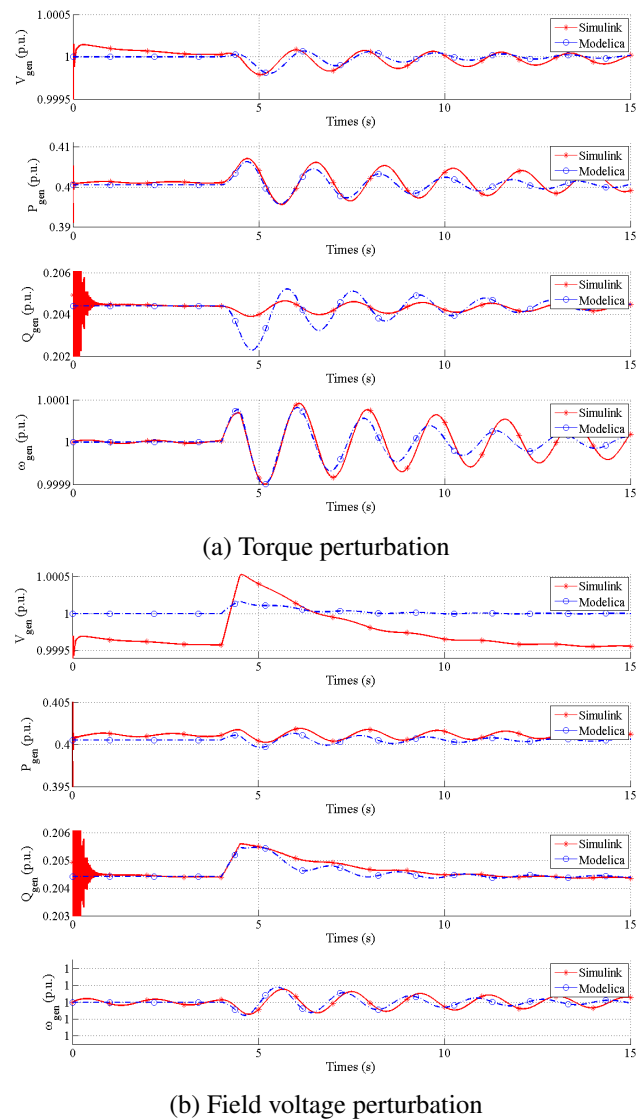 1.0005
1
0.9995
V_gen (p.u.)
Simulink
Modelica
0 5 10 15
Times (s)
0.41
0.4
0.39
P_gen (p.u.)
Simulink
Modelica
0 5 10 15
Times (s)
0.206
0.204
0.202
Q_gen (p.u.)
Simulink
Modelica
0 5 10 15
Times (s)
1.0001
1
0.9999
ω_gen (p.u.)
Simulink
Modelica
0 5 10 15
Times (s)
(a) Torque perturbation
1.0005
1
0.9995
V_gen (p.u.)
Simulink
Modelica
0 5 10 15
Times (s)
0.405
0.4
0.395
P_gen (p.u.)
Simulink
Modelica
0 5 10 15
Times (s)
0.206
0.205
0.204
0.203
Q_gen (p.u.)
Simulink
Modelica
0 5 10 15
Times (s)
1
1
1
1
1
ω_gen (p.u.)
Simulink
Modelica
0 5 10 15
Times (s)
(b) Field voltage perturbation